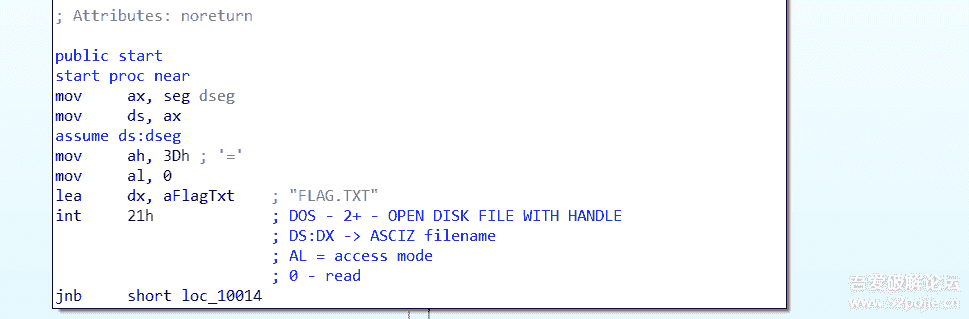 ; Attributes: noreturn
public start
start proc near
mov     ax, seg dseg
mov     ds, ax
assume ds:dseg
mov     ah, 3Dh ; '='
mov     al, 0
lea     dx, aFlagTxt    ; "FLAG.TXT"
int     21h             ; DOS - 2+ - OPEN DISK FILE WITH HANDLE
                        ; DS:DX -> ASCIZ filename
                        ; AL = access mode
                        ; 0 - read
jnb     short loc_10014
吾爱破解论坛
www.52pojie.cn